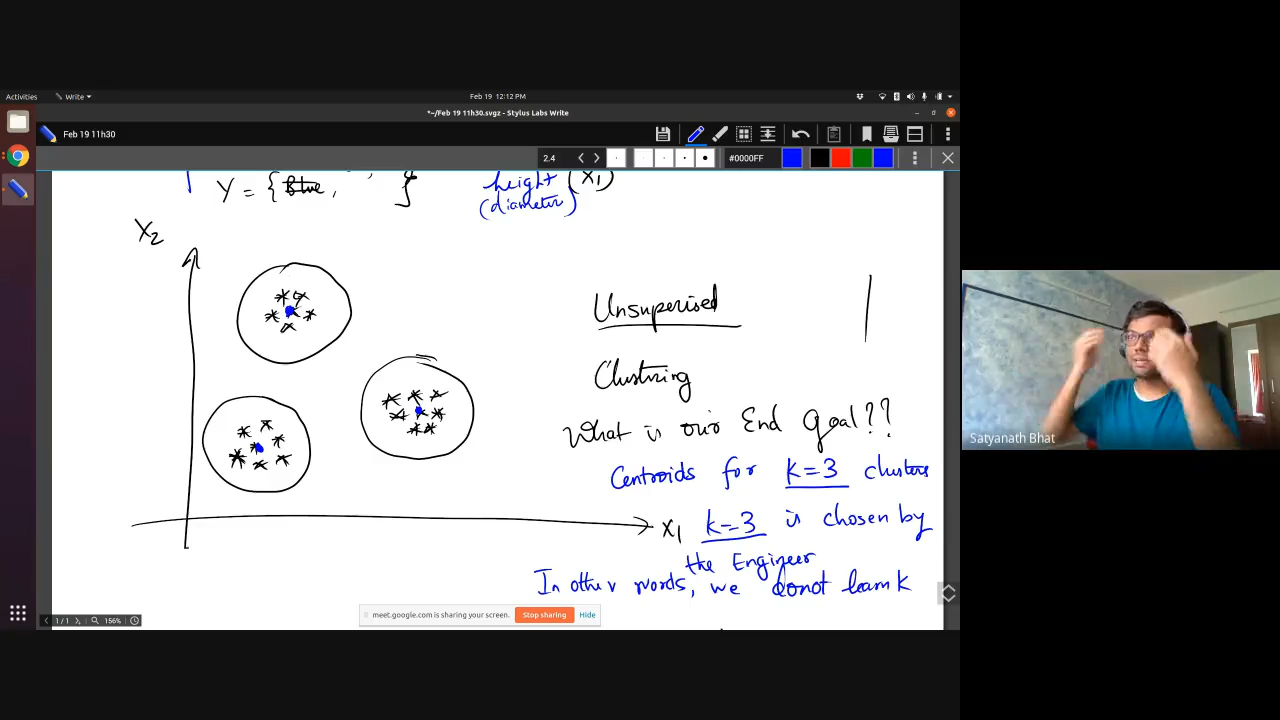 Activities Write Feb 19 12:12 PM
*~/Feb 19 11h30.svgz - Stylus Labs Write
Feb 19 11h30
2.4 #0000FF
Y = { Blue, }
height (X1)
(diameter)
X2
Unsuperised
Clustering
What is our End Goal??
Centroids for k=3 clusters
X1
k=3 is chosen by
the Engineer
In other words, we donot learn k
meet.google.com is sharing your screen. Stop sharing Hide
1/1 156%
Satyanath Bhat